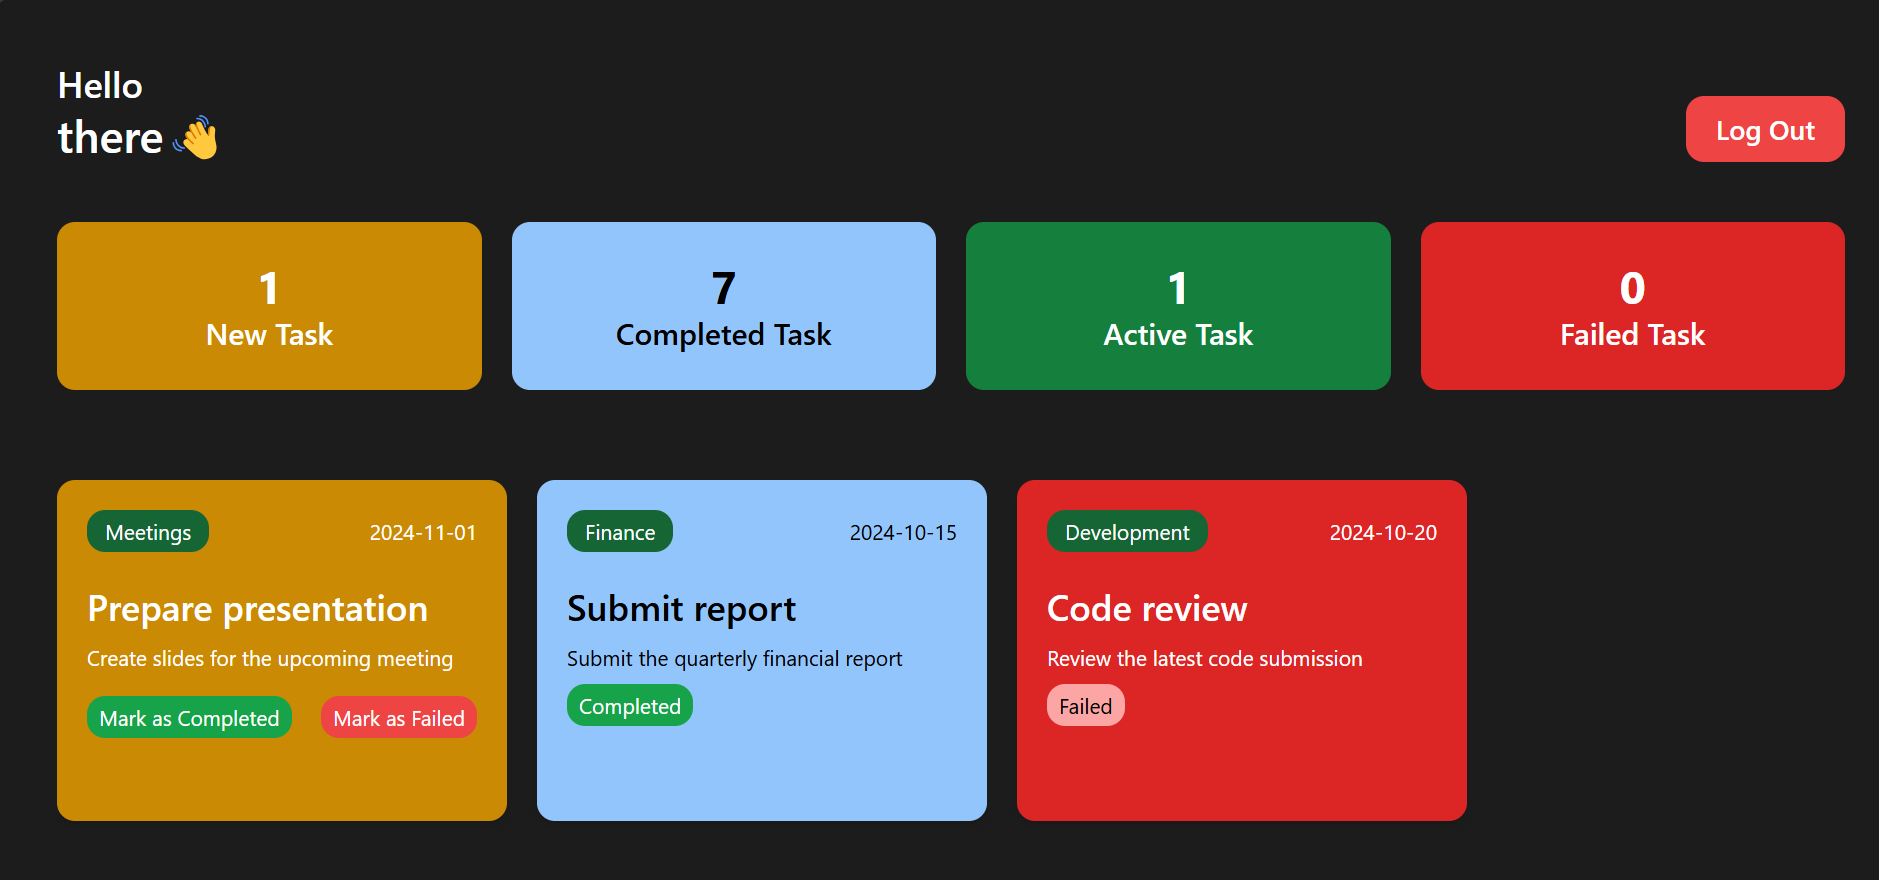 Hello
there 👋
Log Out
1
New Task
7
Completed Task
1
Active Task
0
Failed Task
Meetings
2024-11-01
Prepare presentation
Create slides for the upcoming meeting
Mark as Completed
Mark as Failed
Finance
2024-10-15
Submit report
Submit the quarterly financial report
Completed
Development
2024-10-20
Code review
Review the latest code submission
Failed